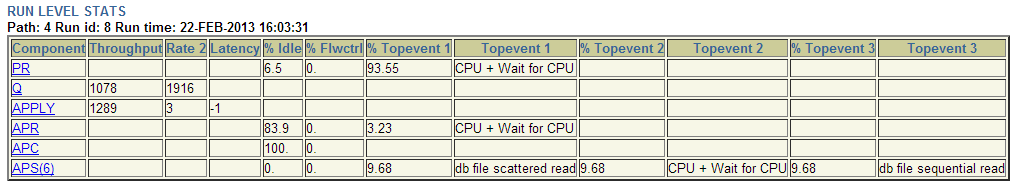 RUN LEVEL STATS
Path: 4 Run id: 8 Run time: 22-FEB-2013 16:03:31
Component Throughput Rate 2 Latency % Idle % Flwctrl % Topevent 1 Topevent 1 % Topevent 2 Topevent 2 % Topevent 3 Topevent 3
PR 6.5 0. 93.55 CPU + Wait for CPU
Q 1078 1916
APPLY 1289 3 -1
APR 83.9 0. 3.23 CPU + Wait for CPU
APC 100. 0.
APS(6) 0. 0. 9.68 db file scattered read 9.68 CPU + Wait for CPU 9.68 db file sequential read